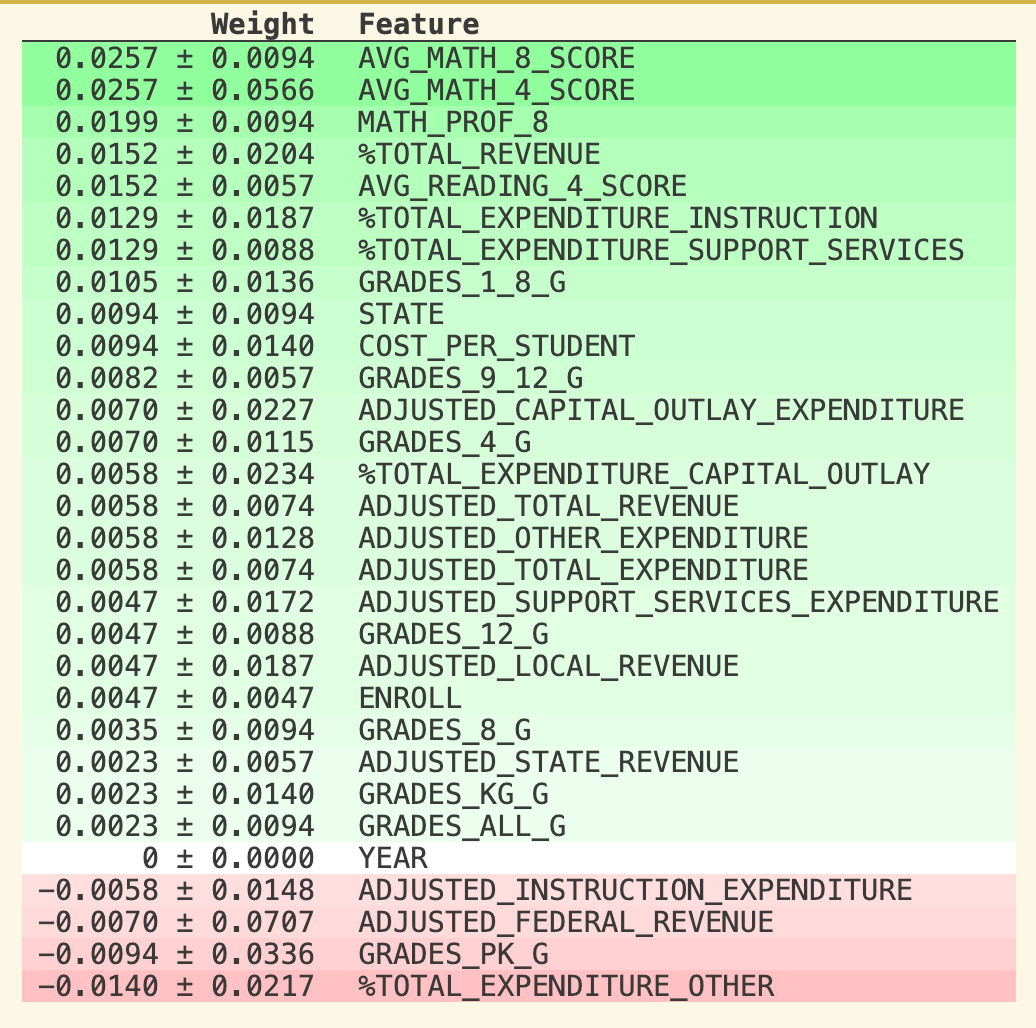 Weight Feature
0.0257 ± 0.0094 AVG_MATH_8_SCORE
0.0257 ± 0.0566 AVG_MATH_4_SCORE
0.0199 ± 0.0094 MATH_PROF_8
0.0152 ± 0.0204 %TOTAL_REVENUE
0.0152 ± 0.0057 AVG_READING_4_SCORE
0.0129 ± 0.0187 %TOTAL_EXPENDITURE_INSTRUCTION
0.0129 ± 0.0088 %TOTAL_EXPENDITURE_SUPPORT_SERVICES
0.0105 ± 0.0136 GRADES_1_8_G
0.0094 ± 0.0094 STATE
0.0094 ± 0.0140 COST_PER_STUDENT
0.0082 ± 0.0057 GRADES_9_12_G
0.0070 ± 0.0227 ADJUSTED_CAPITAL_OUTLAY_EXPENDITURE
0.0070 ± 0.0115 GRADES_4_G
0.0058 ± 0.0234 %TOTAL_EXPENDITURE_CAPITAL_OUTLAY
0.0058 ± 0.0074 ADJUSTED_TOTAL_REVENUE
0.0058 ± 0.0128 ADJUSTED_OTHER_EXPENDITURE
0.0058 ± 0.0074 ADJUSTED_TOTAL_EXPENDITURE
0.0047 ± 0.0172 ADJUSTED_SUPPORT_SERVICES_EXPENDITURE
0.0047 ± 0.0088 GRADES_12_G
0.0047 ± 0.0187 ADJUSTED_LOCAL_REVENUE
0.0047 ± 0.0047 ENROLL
0.0035 ± 0.0094 GRADES_8_G
0.0023 ± 0.0057 ADJUSTED_STATE_REVENUE
0.0023 ± 0.0140 GRADES_KG_G
0.0023 ± 0.0094 GRADES_ALL_G
0 ± 0.0000 YEAR
−0.0058 ± 0.0148 ADJUSTED_INSTRUCTION_EXPENDITURE
−0.0070 ± 0.0707 ADJUSTED_FEDERAL_REVENUE
−0.0094 ± 0.0336 GRADES_PK_G
−0.0140 ± 0.0217 %TOTAL_EXPENDITURE_OTHER